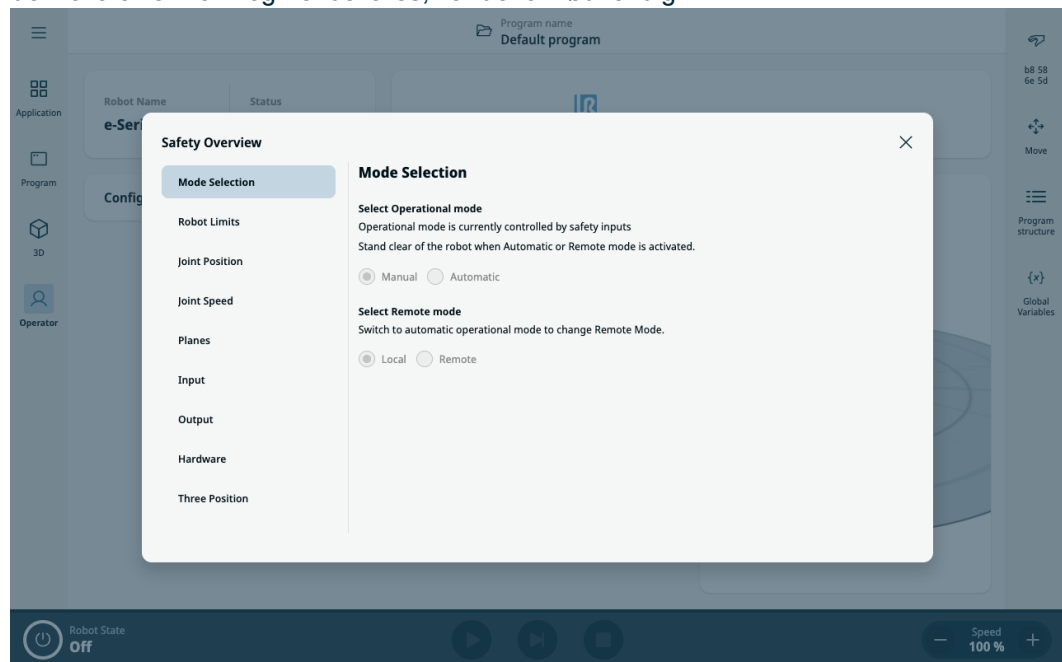 Program name
Default program
b8 58
6e 5d
Application
Robot Name
Status
e-Seri
Move
Program
Config
Program
structure
3D
{x}
Global
Variables
Operator
Safety Overview
Mode Selection
Robot Limits
Joint Position
Joint Speed
Planes
Input
Output
Hardware
Three Position
Mode Selection
Select Operational mode
Operational mode is currently controlled by safety inputs
Stand clear of the robot when Automatic or Remote mode is activated.
Manual Automatic
Select Remote mode
Switch to automatic operational mode to change Remote Mode.
Local Remote
Robot State
Off
Speed
100 %